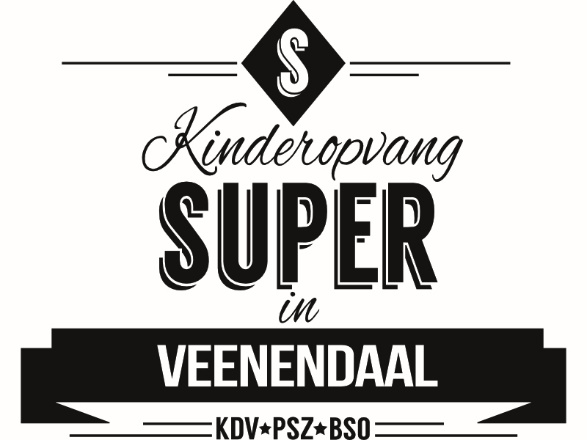 S
Kinderopvang
SUPER
in
VEENENDAAL
KDV★PSZ★BSO